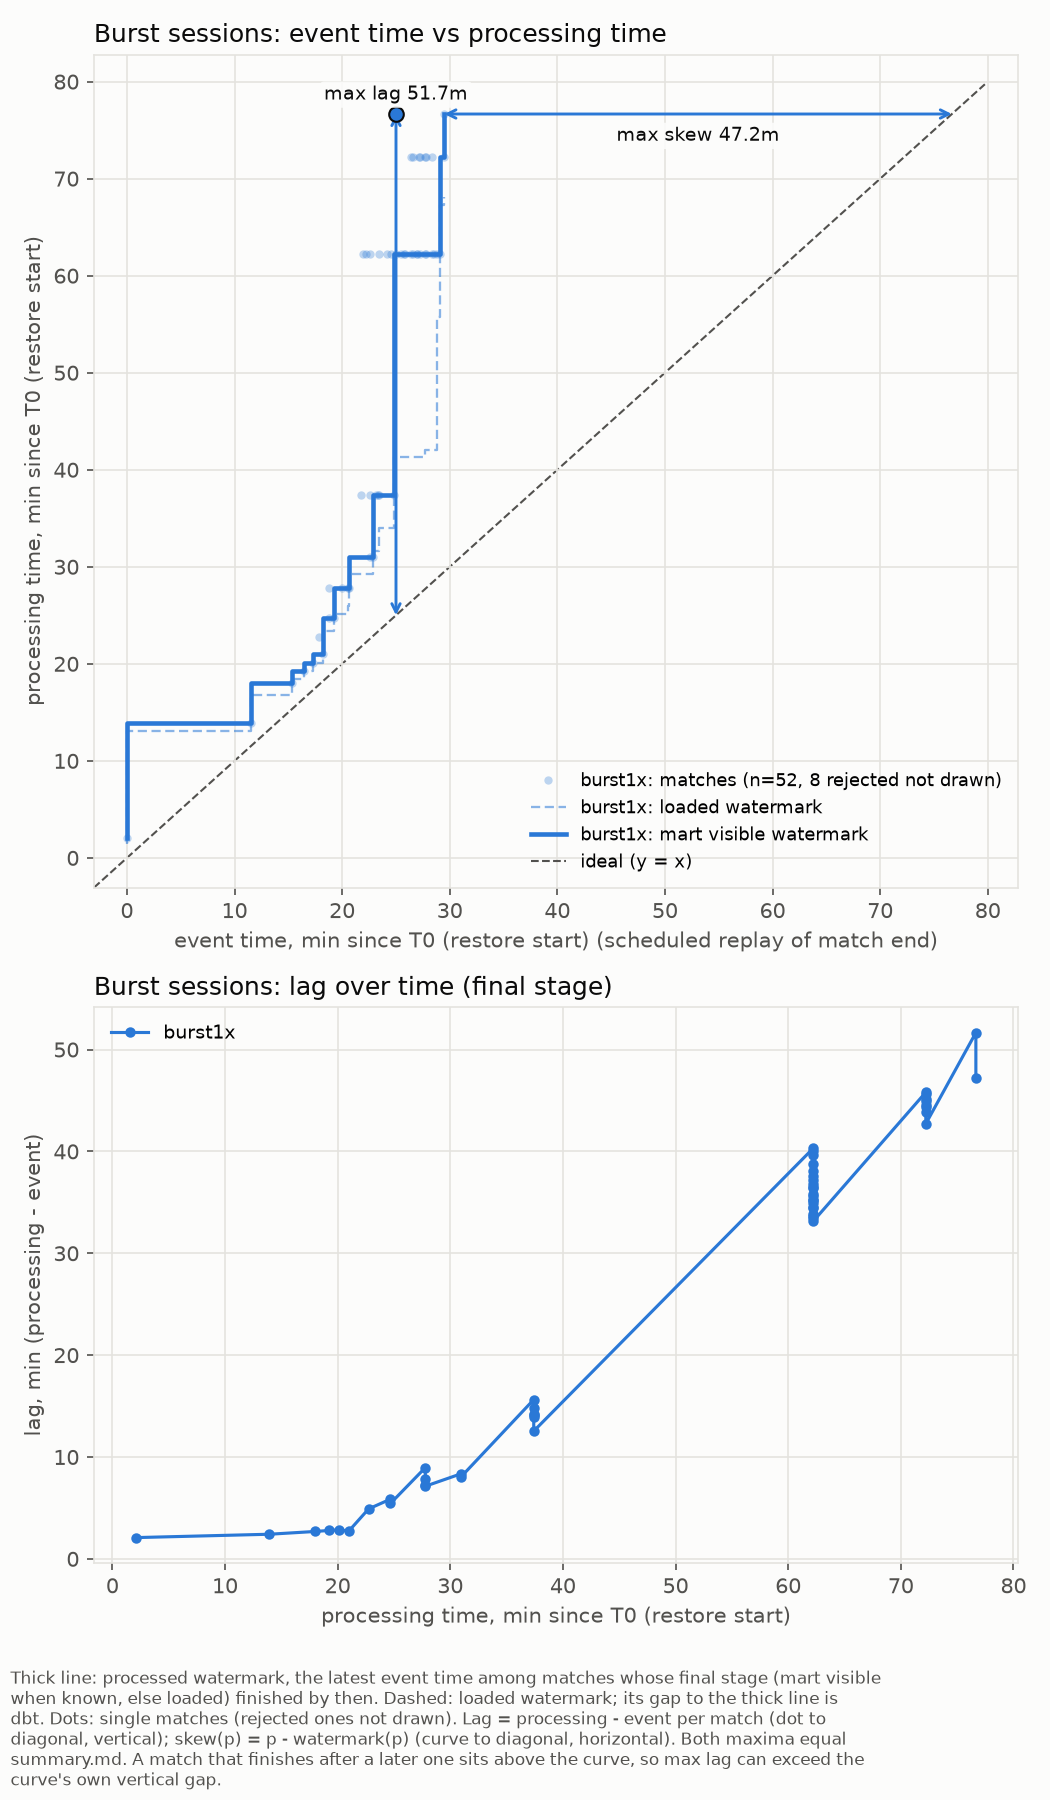 Burst sessions: event time vs processing time
max lag 51.7m
max skew 47.2m
80
70
60
50
40
30
20
10
0
processing time, min since T0 (restore start)
burst1x: matches (n=52, 8 rejected not drawn)
burst1x: loaded watermark
burst1x: mart visible watermark
ideal (y = x)
0 10 20 30 40 50 60 70 80
event time, min since T0 (restore start) (scheduled replay of match end)
Burst sessions: lag over time (final stage)
burst1x
50
40
30
20
10
0
lag, min (processing - event)
0 10 20 30 40 50 60 70 80
processing time, min since T0 (restore start)
Thick line: processed watermark, the latest event time among matches whose final stage (mart visible
when known, else loaded) finished by then. Dashed: loaded watermark; its gap to the thick line is
dbt. Dots: single matches (rejected ones not drawn). Lag = processing - event per match (dot to
diagonal, vertical); skew(p) = p - watermark(p) (curve to diagonal, horizontal). Both maxima equal
summary.md. A match that finishes after a later one sits above the curve, so max lag can exceed the
curve's own vertical gap.